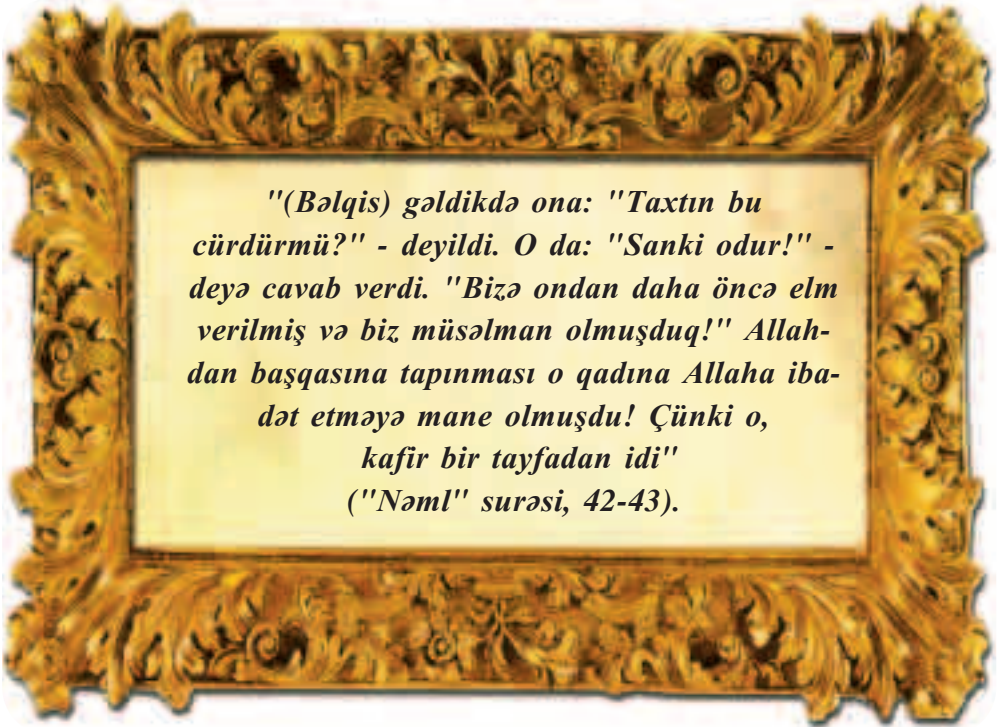 "(Bəlqis) gəldikdə ona: "Taxtın bu
cürdürmü?" - deyildi. O da: "Sanki odur!" -
deyə cavab verdi. "Bizə ondan daha öncə elm
verilmiş və biz müsəlman olmuşduq!" Allah-
dan başqasına tapınması o qadına Allaha iba-
dət etməyə mane olmuşdu! Çünki o,
kafir bir tayfadan idi"
("Nəml" surəsi, 42-43).